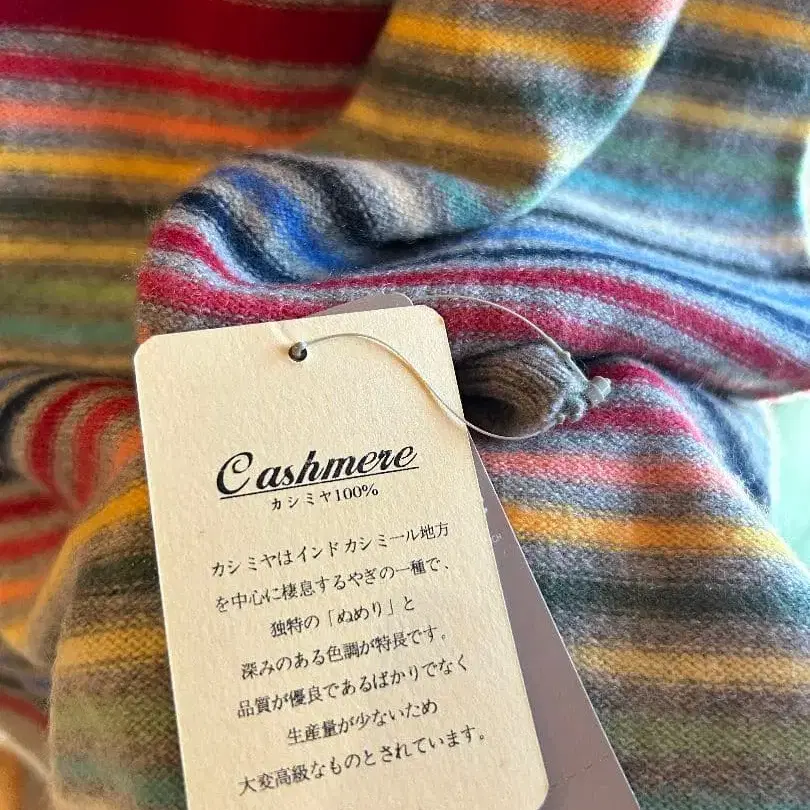 Cashmere
カシミヤ100%
カシミヤはインドカシミール地方
を中心に棲息するやぎの一種で、
独特の「ぬめり」と
深みのある色調が特長です。
品質が優良であるばかりでなく
生産量が少ないため
大変高級なものとされています。